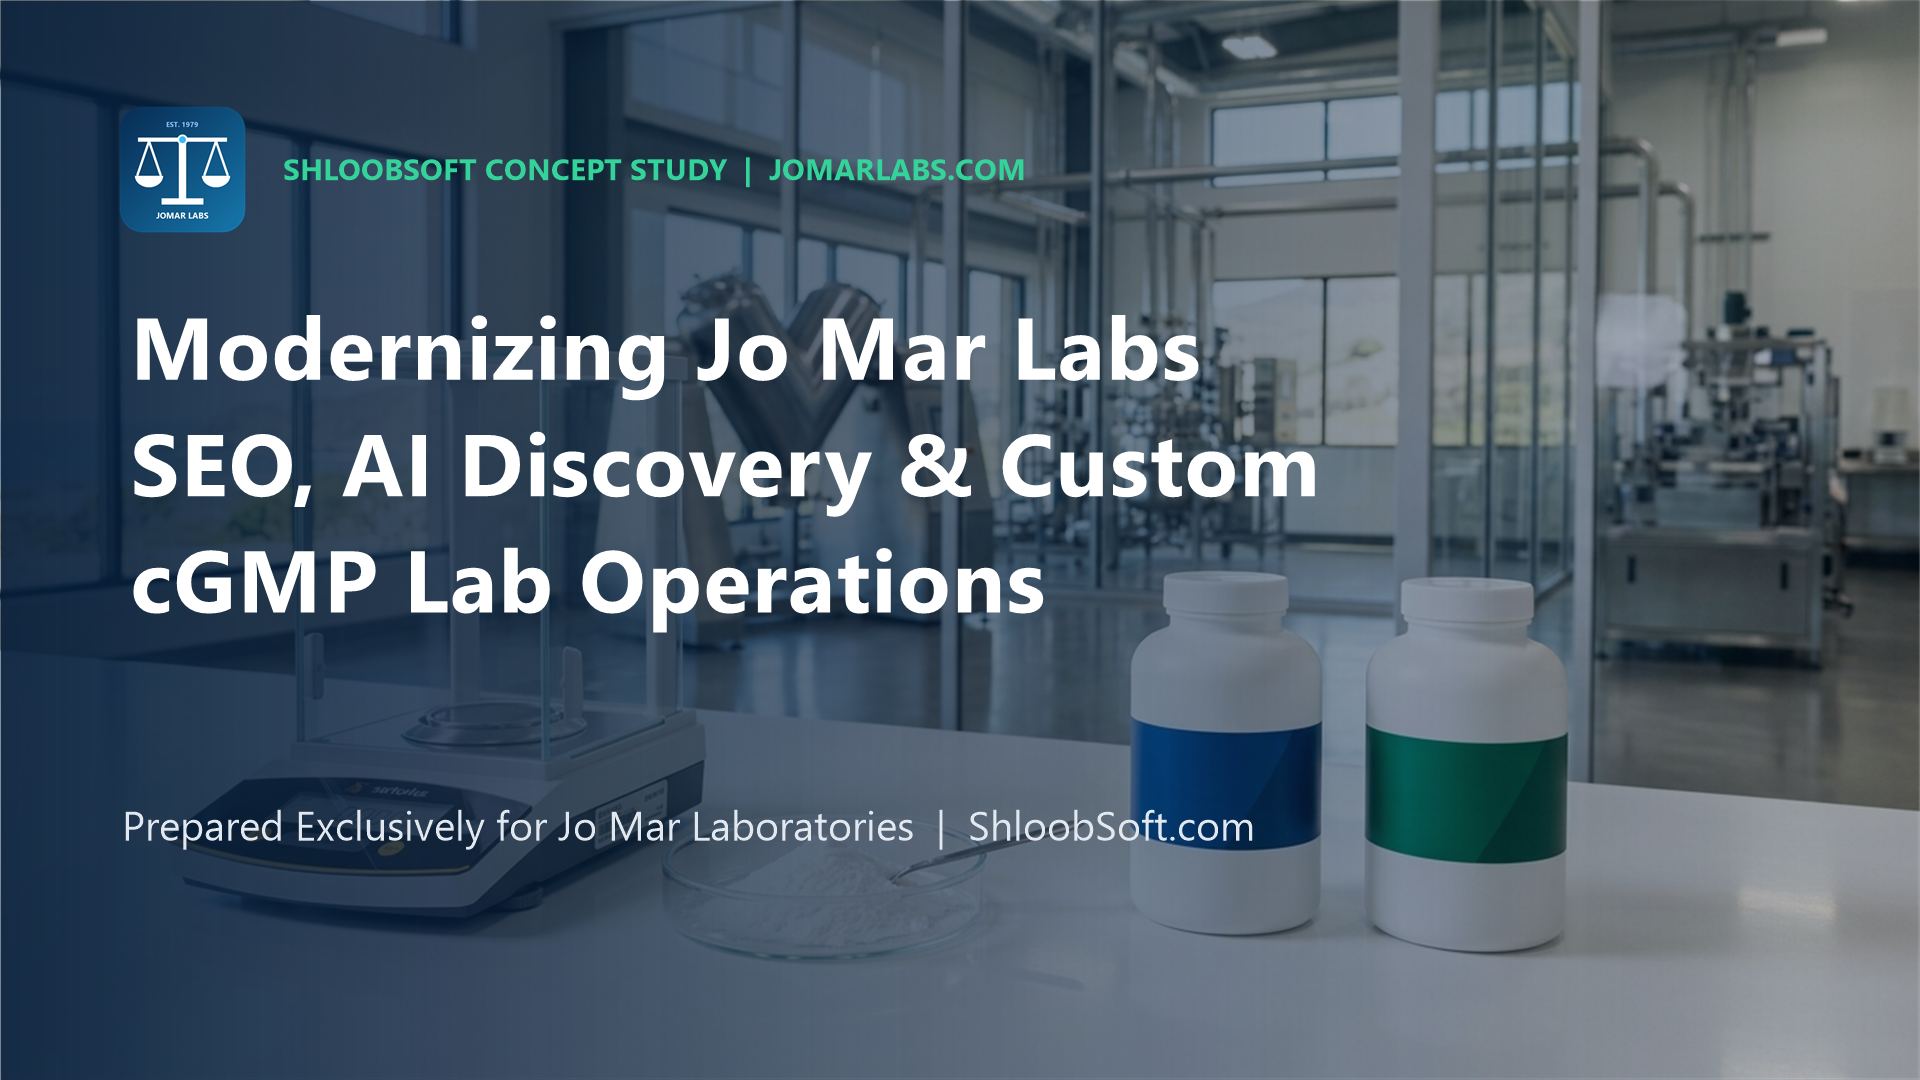 EST. 1979
JOMAR LABS
SHLOOBSOFT CONCEPT STUDY | JOMARLABS.COM
Modernizing Jo Mar Labs
SEO, AI Discovery & Custom
cGMP Lab Operations
Prepared Exclusively for Jo Mar Laboratories | ShloobSoft.com